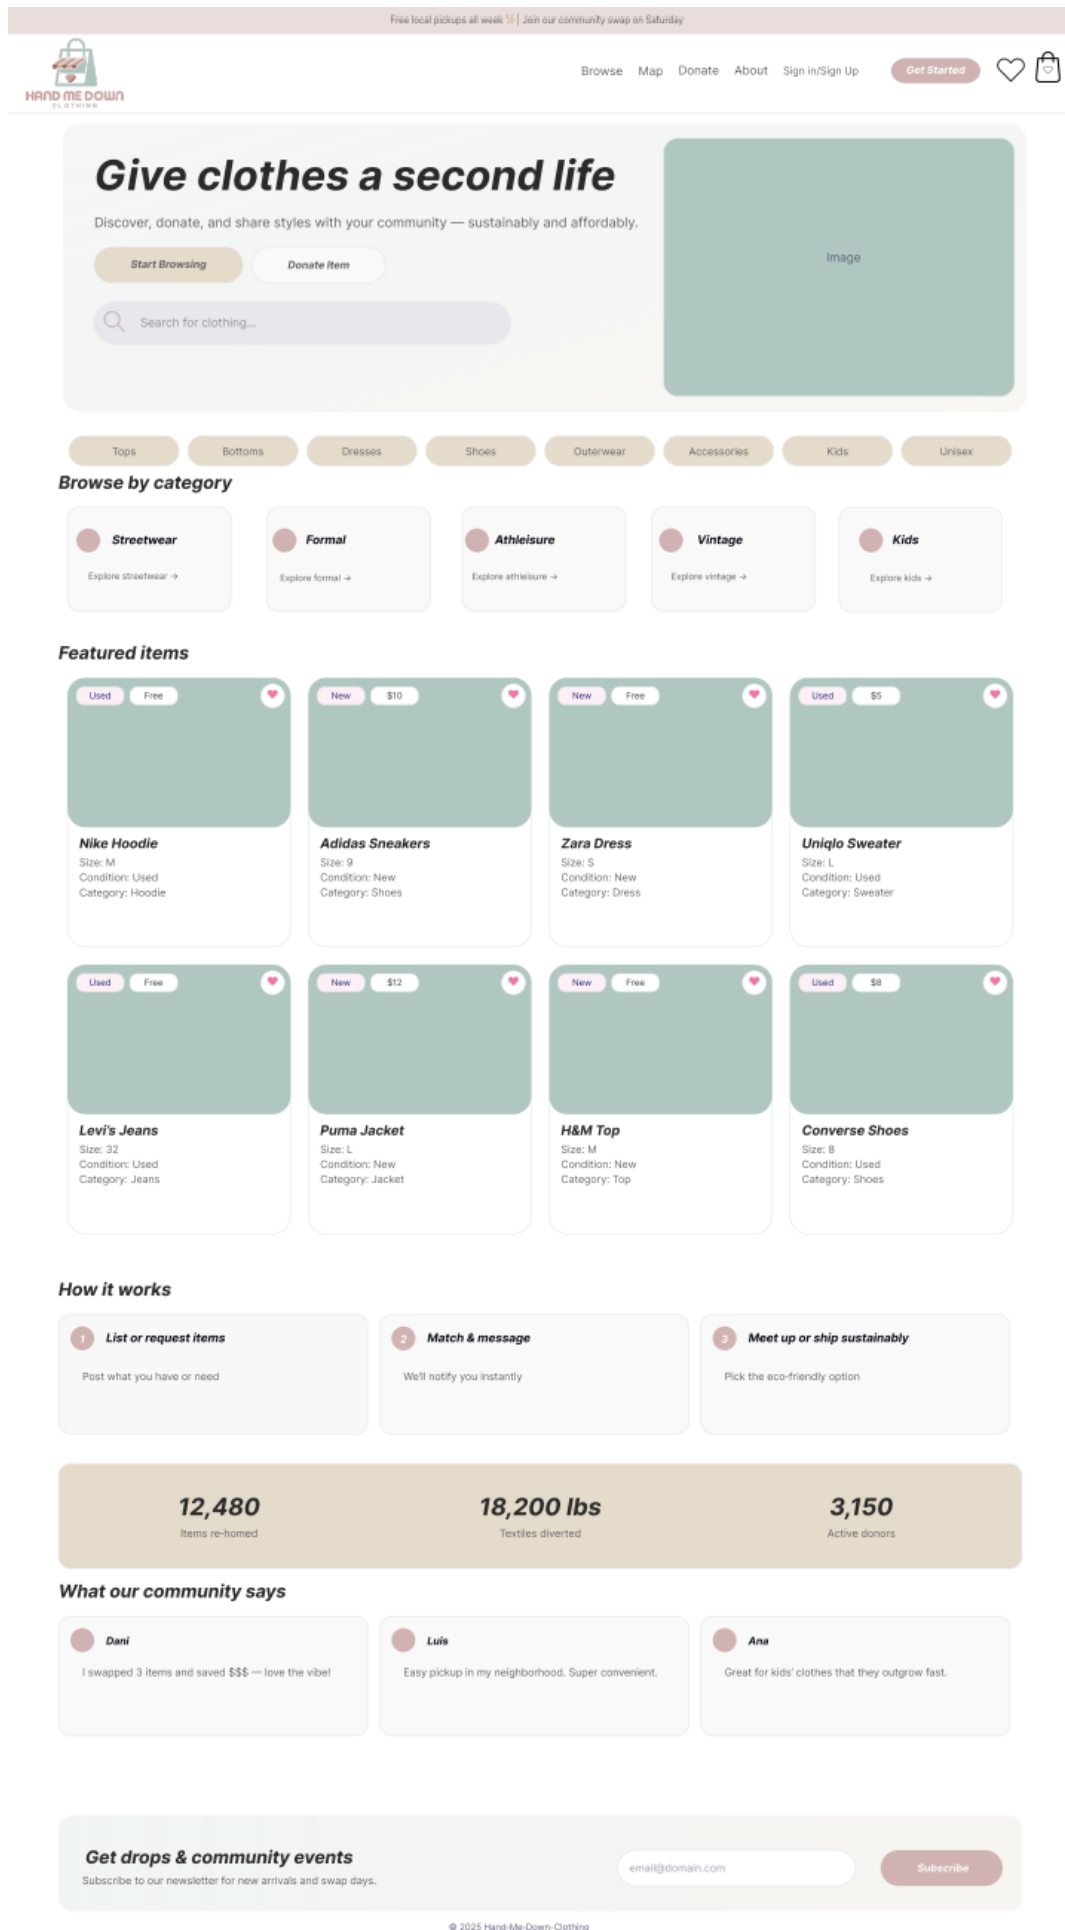 Free local pickups all week ✨| Join our community swap on Saturday
HAND ME DOWN
CLOTHING
Browse Map Donate About Sign in/Sign Up Get Started
Give clothes a second life
Discover, donate, and share styles with your community — sustainably and affordably.
Start Browsing Donate Item
Search for clothing...
Image
Tops Bottoms Dresses Shoes Outerwear Accessories Kids Unisex
Browse by category
Streetwear Formal Athleisure Vintage Kids
Explore streetwear → Explore formal → Explore athleisure → Explore vintage → Explore kids →
Featured items
Used Free New $10 New Free Used $5
Nike Hoodie Adidas Sneakers Zara Dress Uniqlo Sweater
Size: M Size: 9 Size: S Size: L
Condition: Used Condition: New Condition: New Condition: Used
Category: Hoodie Category: Shoes Category: Dress Category: Sweater
Used Free New $12 New Free Used $8
Levi's Jeans Puma Jacket H&M Top Converse Shoes
Size: 32 Size: L Size: M Size: 8
Condition: Used Condition: New Condition: New Condition: Used
Category: Jeans Category: Jacket Category: Top Category: Shoes
How it works
1 List or request items 2 Match & message 3 Meet up or ship sustainably
Post what you have or need We'll notify you instantly Pick the eco-friendly option
12,480 18,200 lbs 3,150
Items re-homed Textiles diverted Active donors
What our community says
Dani Luis Ana
I swapped 3 items and saved $$$ — love the vibe! Easy pickup in my neighborhood. Super convenient. Great for kids' clothes that they outgrow fast.
Get drops & community events
Subscribe to our newsletter for new arrivals and swap days.
email@domain.com Subscribe
© 2025 Hand-Me-Down-Clothing